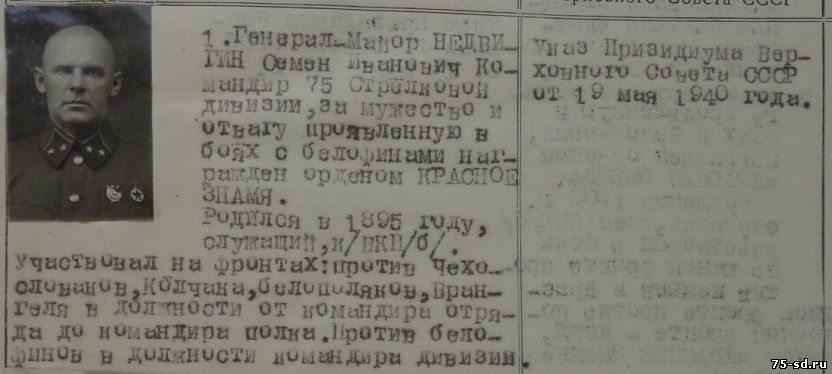 1.Генерал-Майор НЕДВИ-
ГИН Семен Иванович Ко-
мандир 75 Стрелковой
дивизии,за мужество и
отвагу проявленную в
боях с белофинами наг-
ражден орденом КРАСНОЕ
ЗНАМЯ.
Родился в 1895 году,
служащий,ч/ВКП/б/.
Участвовал на фронтах:против Чехо-
словаков,Колчака,белополяков,Вран-
геля в должности от командира отря-
да до командира полка.Против бело-
финов в должности командира дивизии.
Указ Призидиума Вер-
ховного Совета СССР
от 19 мая 1940 года.
Совета СССР
75-sd.ru